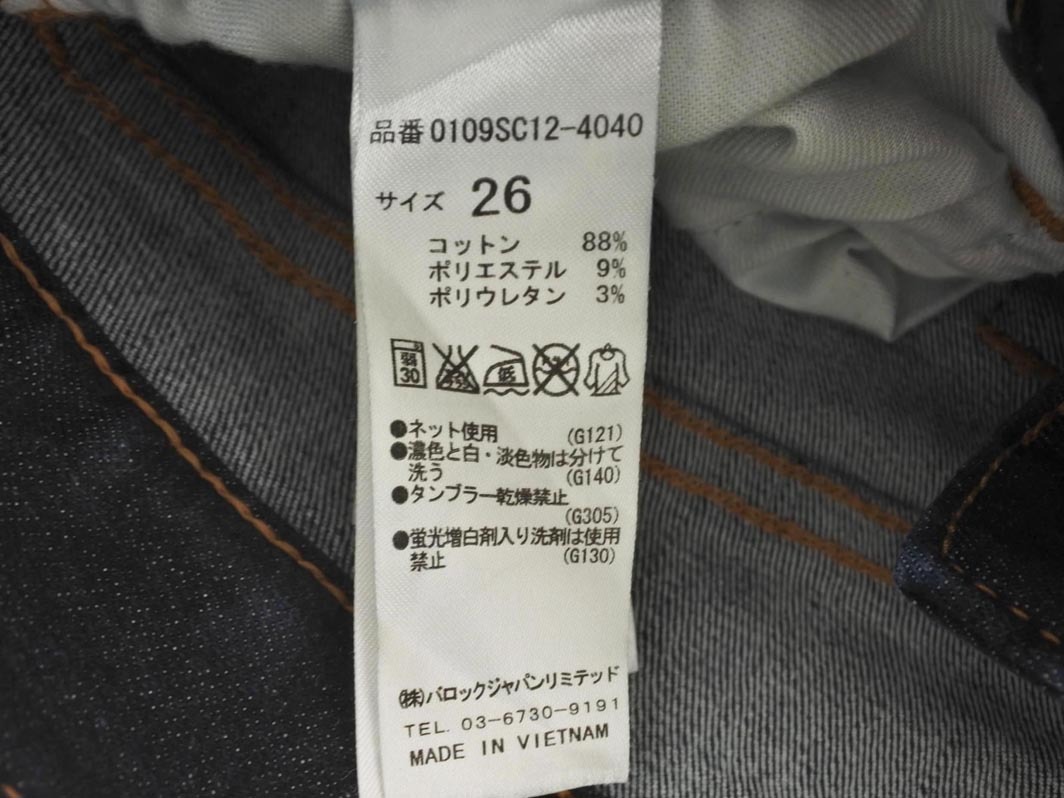 品番 0109SC12-4040
サイズ 26
コットン 88%
ポリエステル 9%
ポリウレタン 3%
弱 30 低
●ネット使用 (G121)
●濃色と白・淡色物は分けて
洗う (G140)
●タンブラー乾燥禁止
(G305)
●蛍光増白剤入り洗剤は使用
禁止 (G130)
㈱バロックジャパンリミテッド
TEL. 03-6730-9191
MADE IN VIETNAM